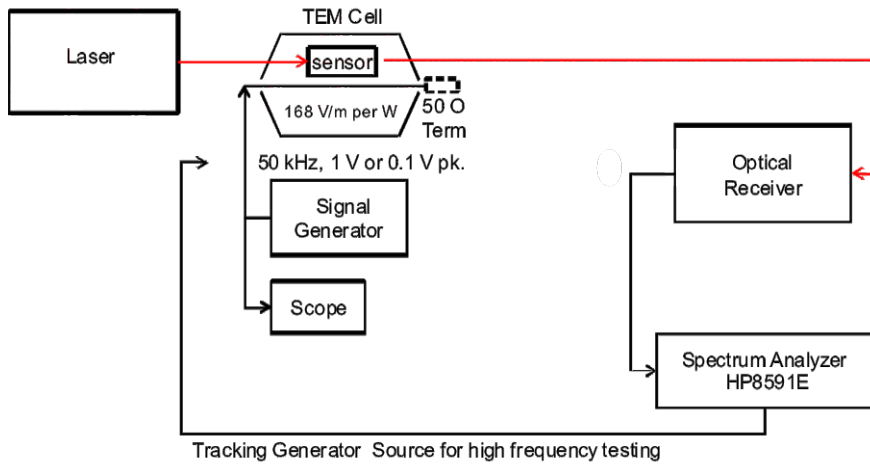 TEM Cell
Laser
sensor
168 V/m per W
50 O
Term
50 kHz, 1 V or 0.1 V pk.
Optical
Receiver
Signal
Generator
Scope
Spectrum Analyzer
HP8591E
Tracking Generator Source for high frequency testing